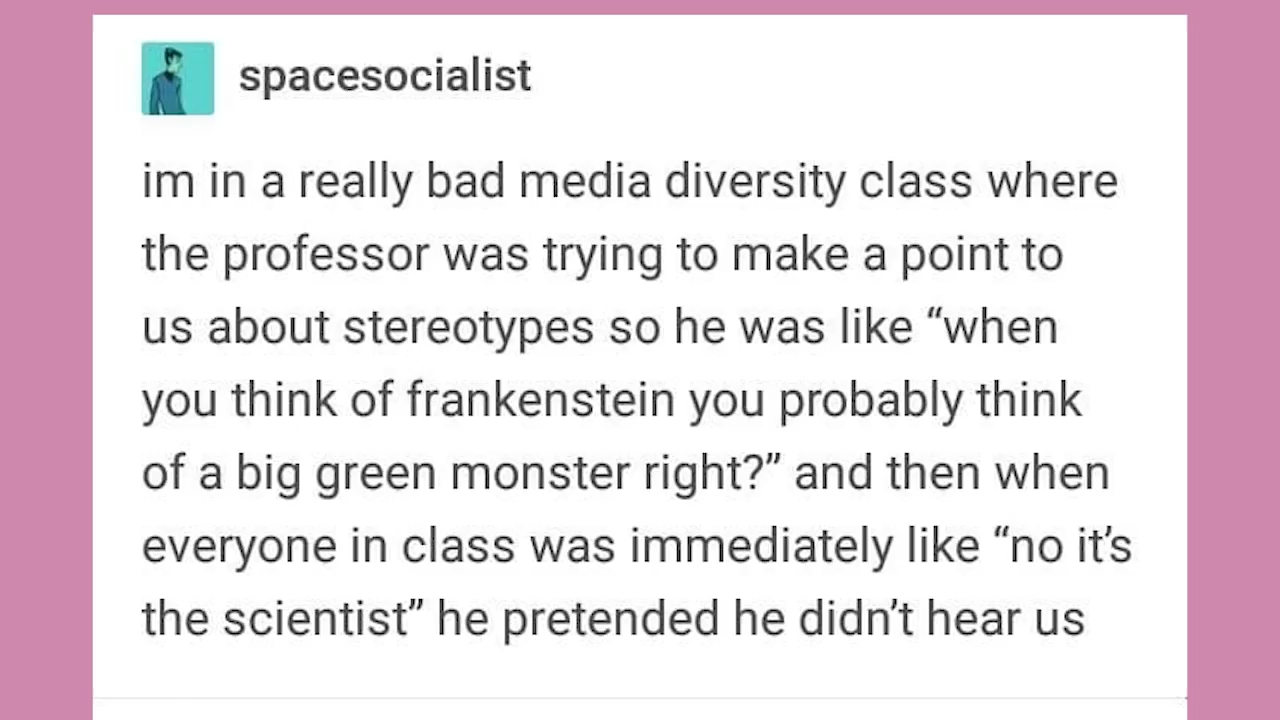 spacesocialist
im in a really bad media diversity class where
the professor was trying to make a point to
us about stereotypes so he was like “when
you think of frankenstein you probably think
of a big green monster right?” and then when
everyone in class was immediately like “no it’s
the scientist” he pretended he didn’t hear us